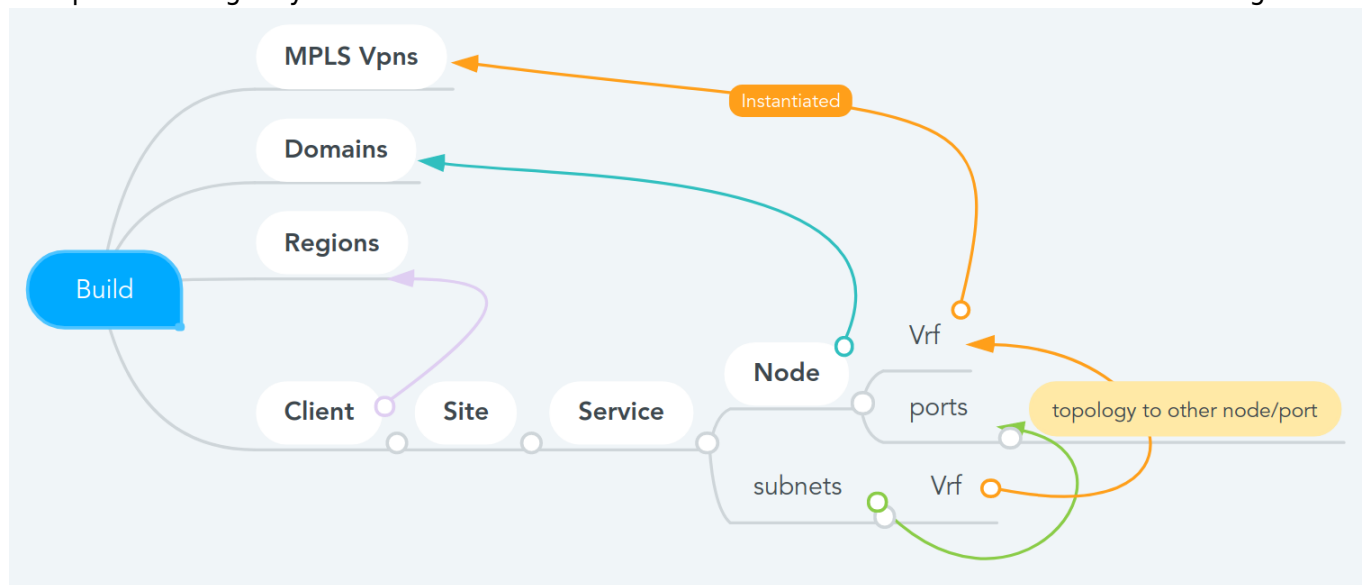 MPLS Vpns
Instantiated
Domains
Regions
Build
Vrf
Node
Client
Site
Service
ports
topology to other node/port
subnets
Vrf